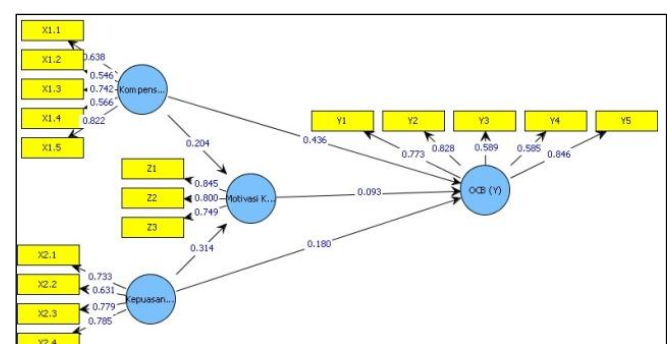 X1.1
X1.2
X1.3
X1.4
X1.5
0.638
0.546
0.742
0.566
0.822
Kompens...
0.204
0.436
Y1
Y2
Y3
Y4
Y5
0.773
0.828
0.589
0.585
0.846
OCB (Y)
Z1
Z2
Z3
0.845
0.800
0.749
Motivasi K...
0.093
0.314
0.180
X2.1
X2.2
X2.3
X2.4
0.733
0.631
0.779
0.785
Kepuasan...